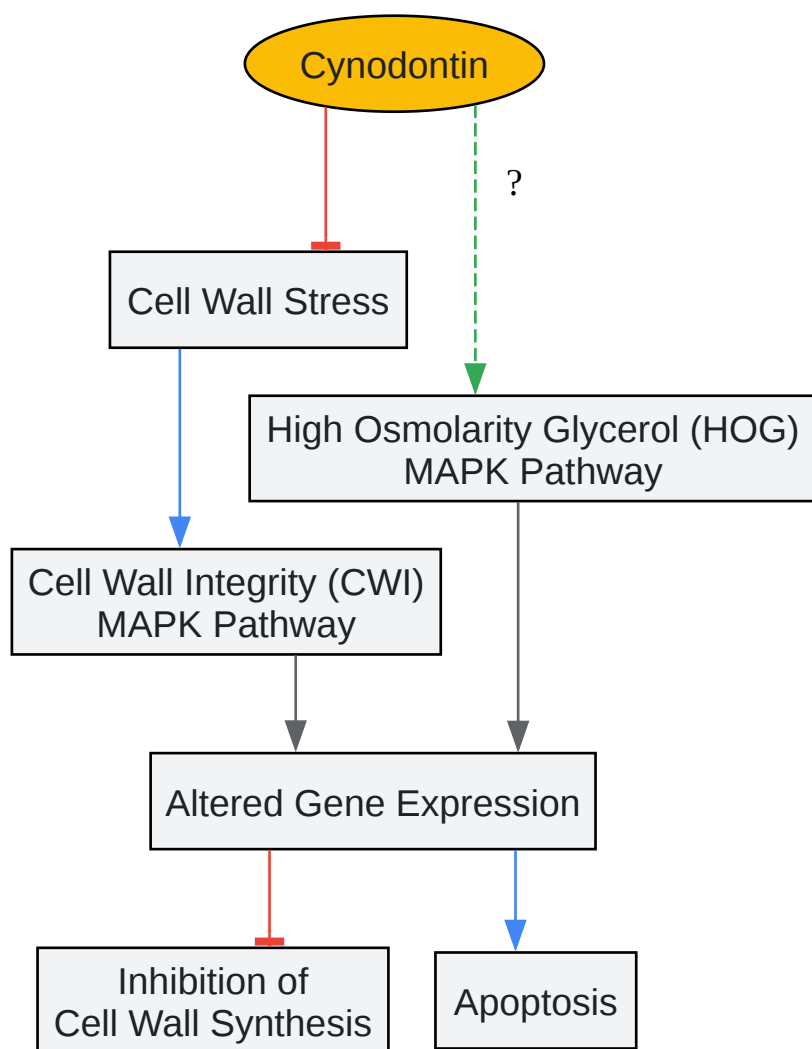 Cynodontin
?
Cell Wall Stress
High Osmolarity Glycerol (HOG)
MAPK Pathway
Cell Wall Integrity (CWI)
MAPK Pathway
Altered Gene Expression
Inhibition of
Cell Wall Synthesis
Apoptosis